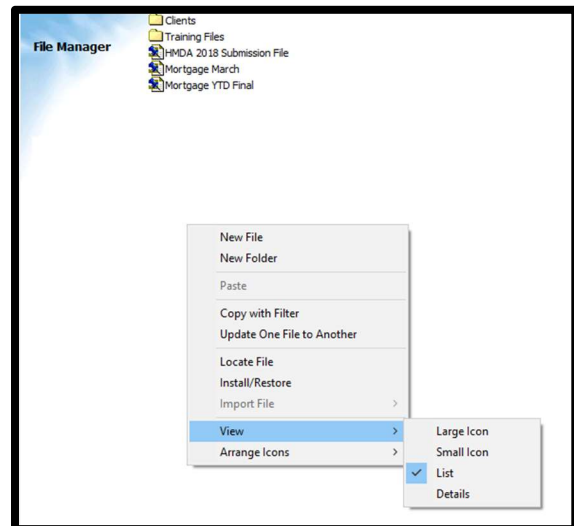 Clients
Training Files
File Manager
HMDA 2018 Submission File
Mortgage March
Mortgage YTD Final
New File
New Folder
Paste
Copy with Filter
Update One File to Another
Locate File
Install/Restore
Import File
View
Arrange Icons
Large Icon
Small Icon
List
Details